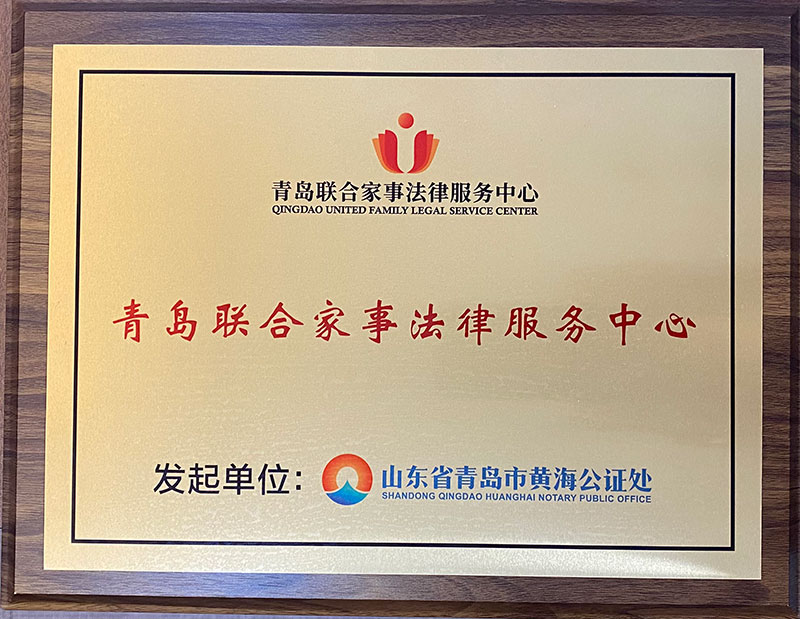 青岛联合家事法律服务中心
QINGDAO UNITED FAMILY LEGAL SERVICE CENTER
青岛联合家事法律服务中心
发起单位：山东省青岛市黄海公证处
SHANDONG QINGDAO HUANGHAI NOTARY PUBLIC OFFICE